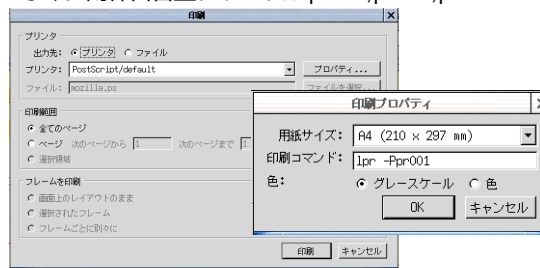 印刷
プリンタ
出力先: プリンタ ファイル
プリンタ: PostScript/default プロパティ...
ファイル: mozilla.ps ファイルを選択...
印刷範囲
全てのページ
ページ 次のページから 1 次のページまで 1
選択領域
フレームを印刷
画面上のレイアウトのまま
選択されたフレーム
フレームごとに別々に
印刷 キャンセル
印刷プロパティ
用紙サイズ: A4 (210 x 297 mm)
印刷コマンド: lpr -Ppr001
色: グレースケール 色
OK キャンセル